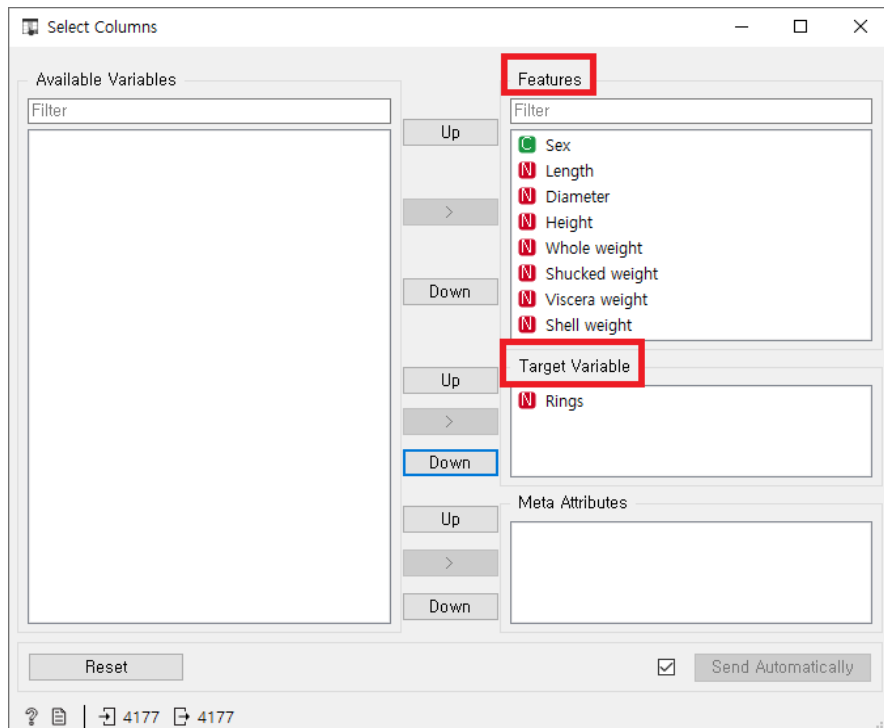 Select Columns
Available Variables
Filter
Up
>
Down
Up
>
Down
Up
>
Down
Features
Filter
C Sex
N Length
N Diameter
N Height
N Whole weight
N Shucked weight
N Viscera weight
N Shell weight
Target Variable
N Rings
Meta Attributes
Reset
Send Automatically
? 4177 4177